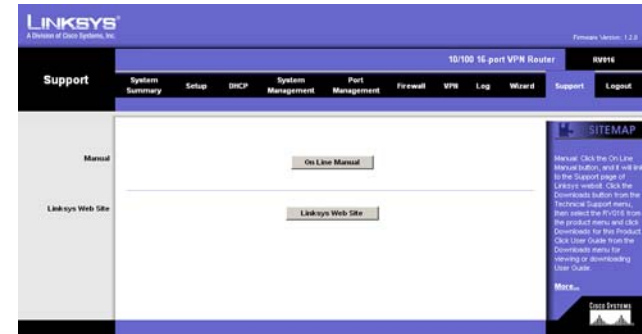 LINKSYS®
A Division of Cisco Systems, Inc.
Firmware Version: 1.2.8
10/100 16-port VPN Router
RV016
Support
System Summary
Setup
DHCP
System Management
Port Management
Firewall
VPN
Log
Wizard
Support
Logout
SITEMAP
Manual
On Line Manual
Linksys Web Site
Linksys Web Site
Manual: Click the On Line
Manual button, and it will link
to the Support page of
Linksys websit. Click the
Downloads button from the
Technical Support menu,
then select the RV016 from
the product menu and click
Downloads for this Product.
Click User Guide from the
Downloads menu for
viewing or downloading
User Guide.
More...
CISCO SYSTEMS